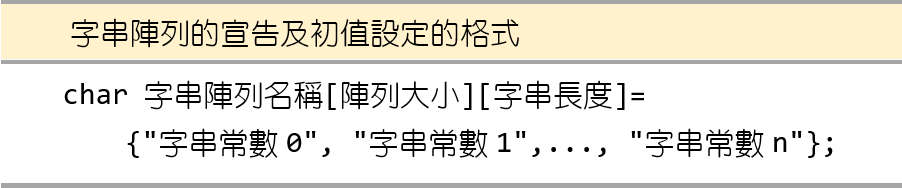 字串陣列的宣告及初值設定的格式
char 字串陣列名稱[陣列大小][字串長度]=
{"字串常數0", "字串常數1",..., "字串常數n"};